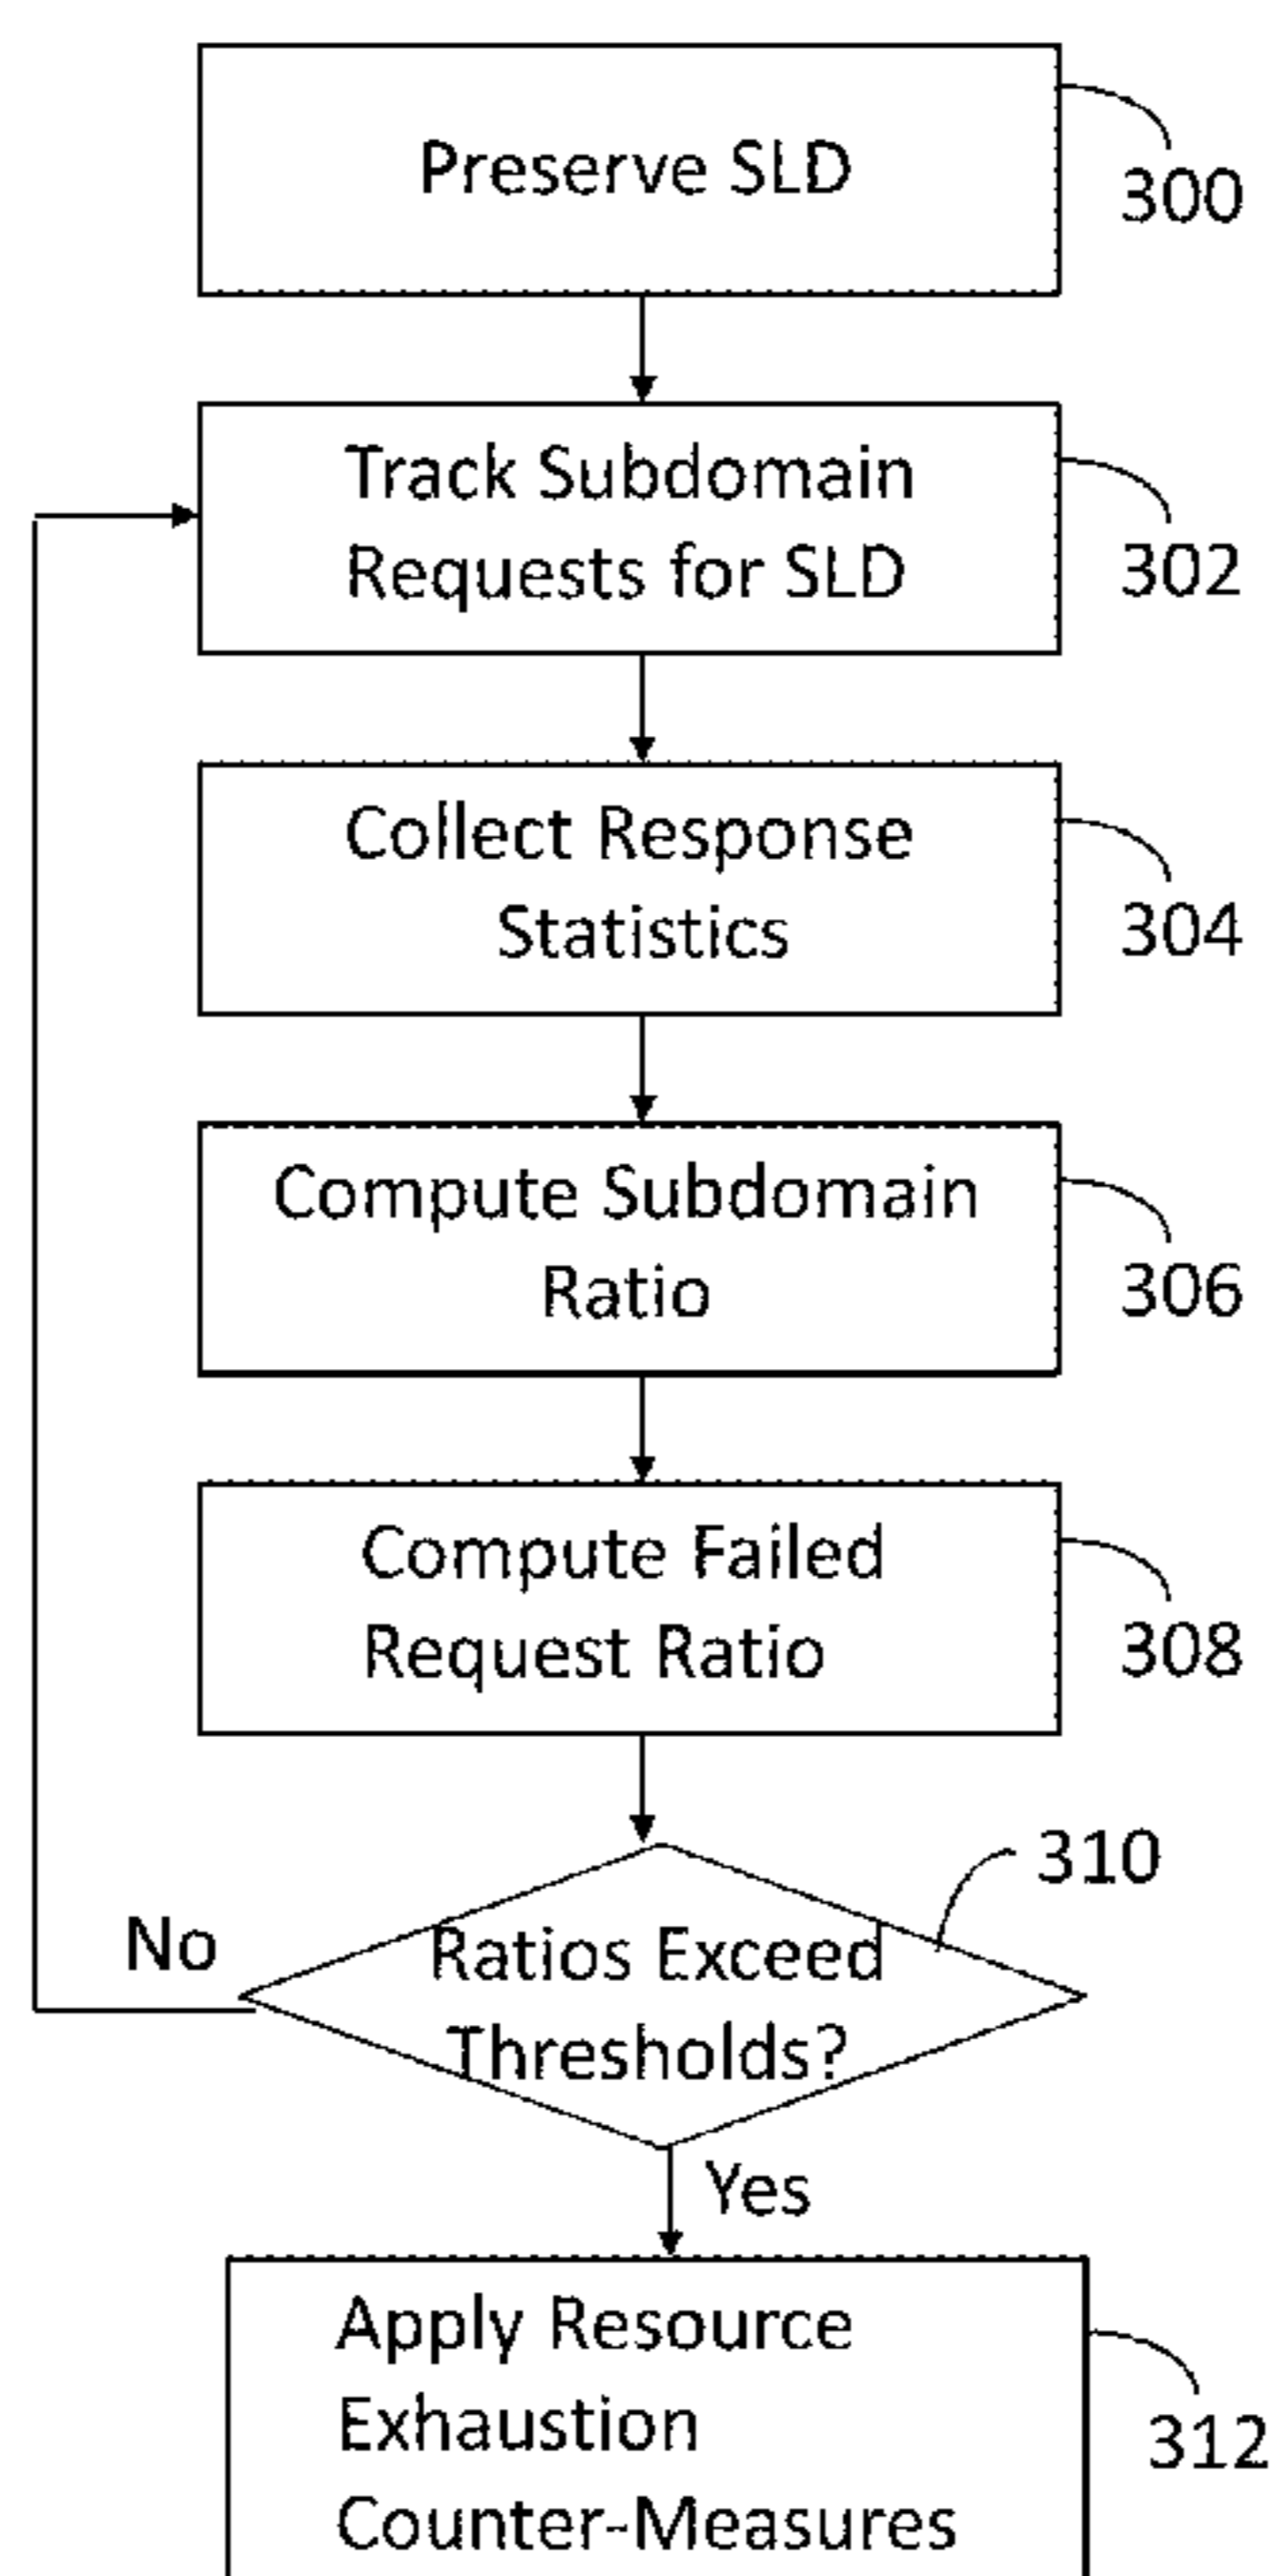 Preserve SLD
300
Track Subdomain
Requests for SLD
302
Collect Response
Statistics
304
Compute Subdomain
Ratio
306
Compute Failed
Request Ratio
308
310
Ratios Exceed
Thresholds?
No
Yes
Apply Resource
Exhaustion
Counter-Measures
312